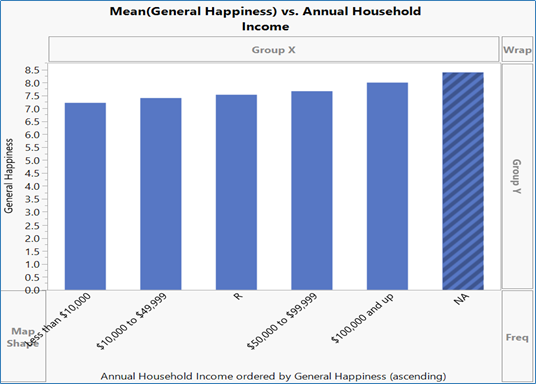 Mean(General Happiness) vs. Annual Household
Income
Group X
Wrap
8.5
8.0
7.5
7.0
6.5
6.0
5.5
5.0
4.5
4.0
3.5
3.0
2.5
2.0
1.5
1.0
0.5
0.0
General Happiness
Group Y
Less than $10,000
$10,000 to $49,999
R
$50,000 to $99,999
$100,000 and up
NA
Map
Shape
Freq
Annual Household Income ordered by General Happiness (ascending)